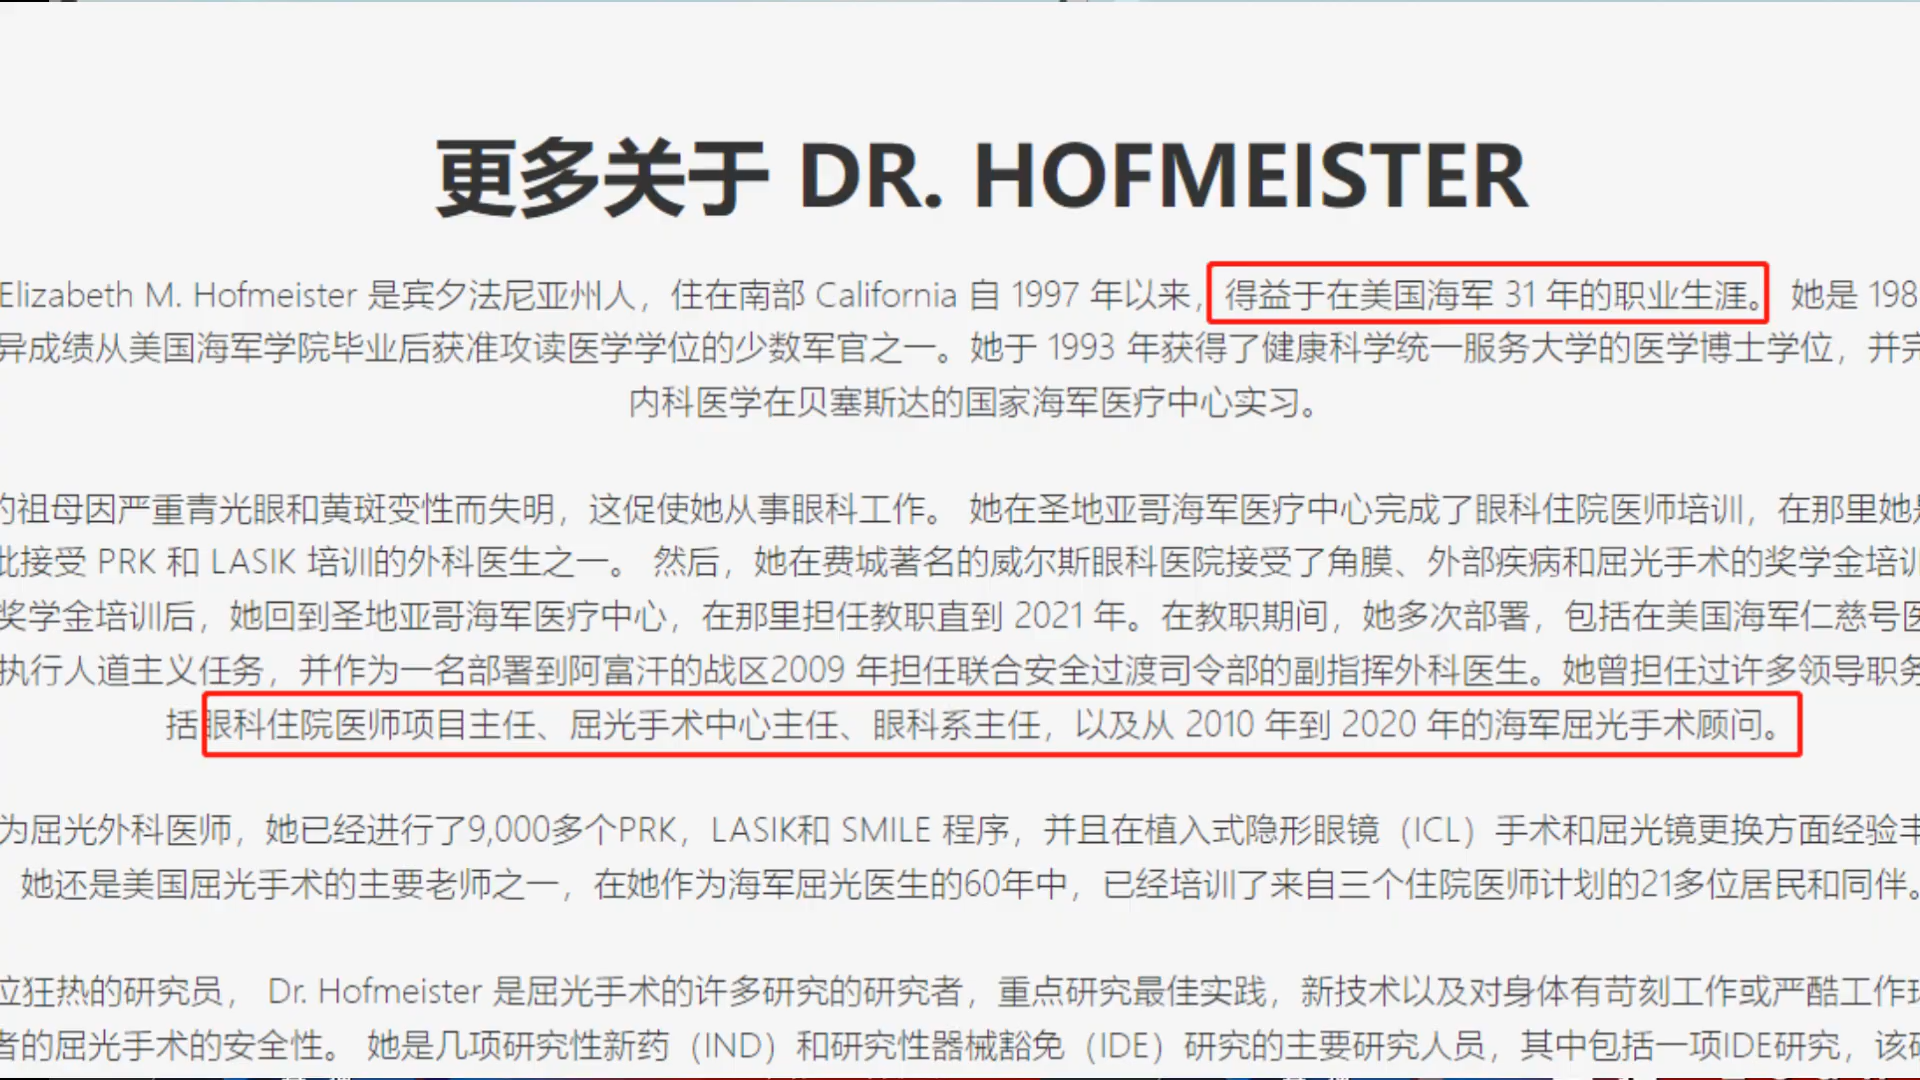 更多关于 DR. HOFMEISTER
Elizabeth M. Hofmeister 是宾夕法尼亚州人，住在南部 California 自 1997 年以来，得益于在美国海军 31 年的职业生涯。 她是 198
异成绩从美国海军学院毕业后获准攻读医学学位的少数军官之一。她于 1993 年获得了健康科学统一服务大学的医学博士学位，并完
内科医学在贝塞斯达的国家海军医疗中心实习。
的祖母因严重青光眼和黄斑变性而失明，这促使她从事眼科工作。 她在圣地亚哥海军医疗中心完成了眼科住院医师培训，在那里她是
此接受 PRK 和 LASIK 培训的外科医生之一。 然后，她在费城著名的威尔斯眼科医院接受了角膜、外部疾病和屈光手术的奖学金培训
奖学金培训后，她回到圣地亚哥海军医疗中心，在那里担任教职直到 2021 年。在教职期间，她多次部署，包括在美国海军仁慈号医
执行人道主义任务，并作为一名部署到阿富汗的战区2009 年担任联合安全过渡司令部的副指挥外科医生。她曾担任过许多领导职务
括眼科住院医师项目主任、屈光手术中心主任、眼科系主任，以及从 2010 年到 2020 年的海军屈光手术顾问。
为屈光外科医师，她已经进行了9,000多个PRK，LASIK和 SMILE 程序，并且在植入式隐形眼镜（ICL）手术和屈光镜更换方面经验丰
她还是美国屈光手术的主要老师之一，在她作为海军屈光医生的60年中，已经培训了来自三个住院医师计划的21多位居民和同伴。
位狂热的研究员， Dr. Hofmeister 是屈光手术的许多研究的研究者，重点研究最佳实践，新技术以及对身体有苛刻工作或严酷工作环
者的屈光手术的安全性。 她是几项研究性新药（IND）和研究性器械豁免（IDE）研究的主要研究人员，其中包括一项IDE研究，该研